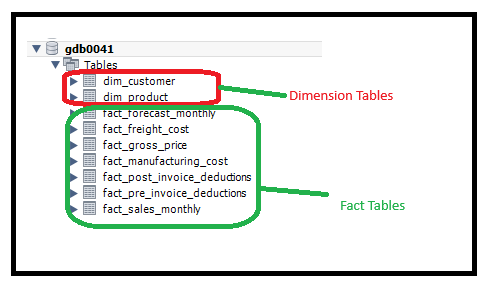 gdb0041
Tables
dim_customer
dim_product
Dimension Tables
fact_forecast_monthly
fact_freight_cost
fact_gross_price
fact_manufacturing_cost
fact_post_invoice_deductions
fact_pre_invoice_deductions
fact_sales_monthly
Fact Tables